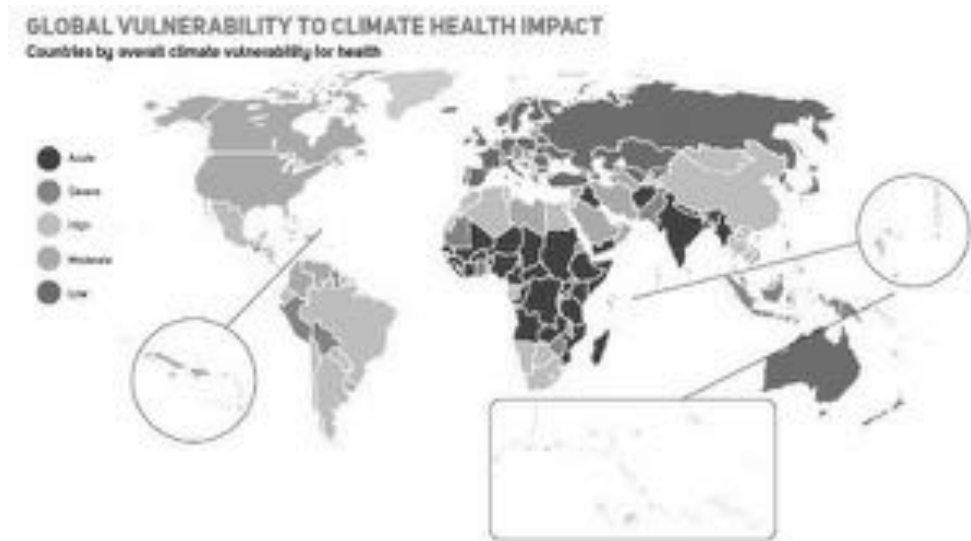 GLOBAL VULNERABILITY TO CLIMATE HEALTH IMPACT
Countries by overall climate vulnerability for health
Acute
Severe
High
Moderate
Low